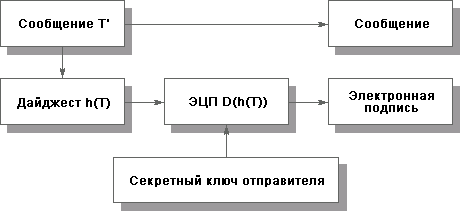 Сообщение T'
Сообщение
Дайджест h(T)
ЭЦП D(h(T))
Электронная
подпись
Секретный ключ отправителя